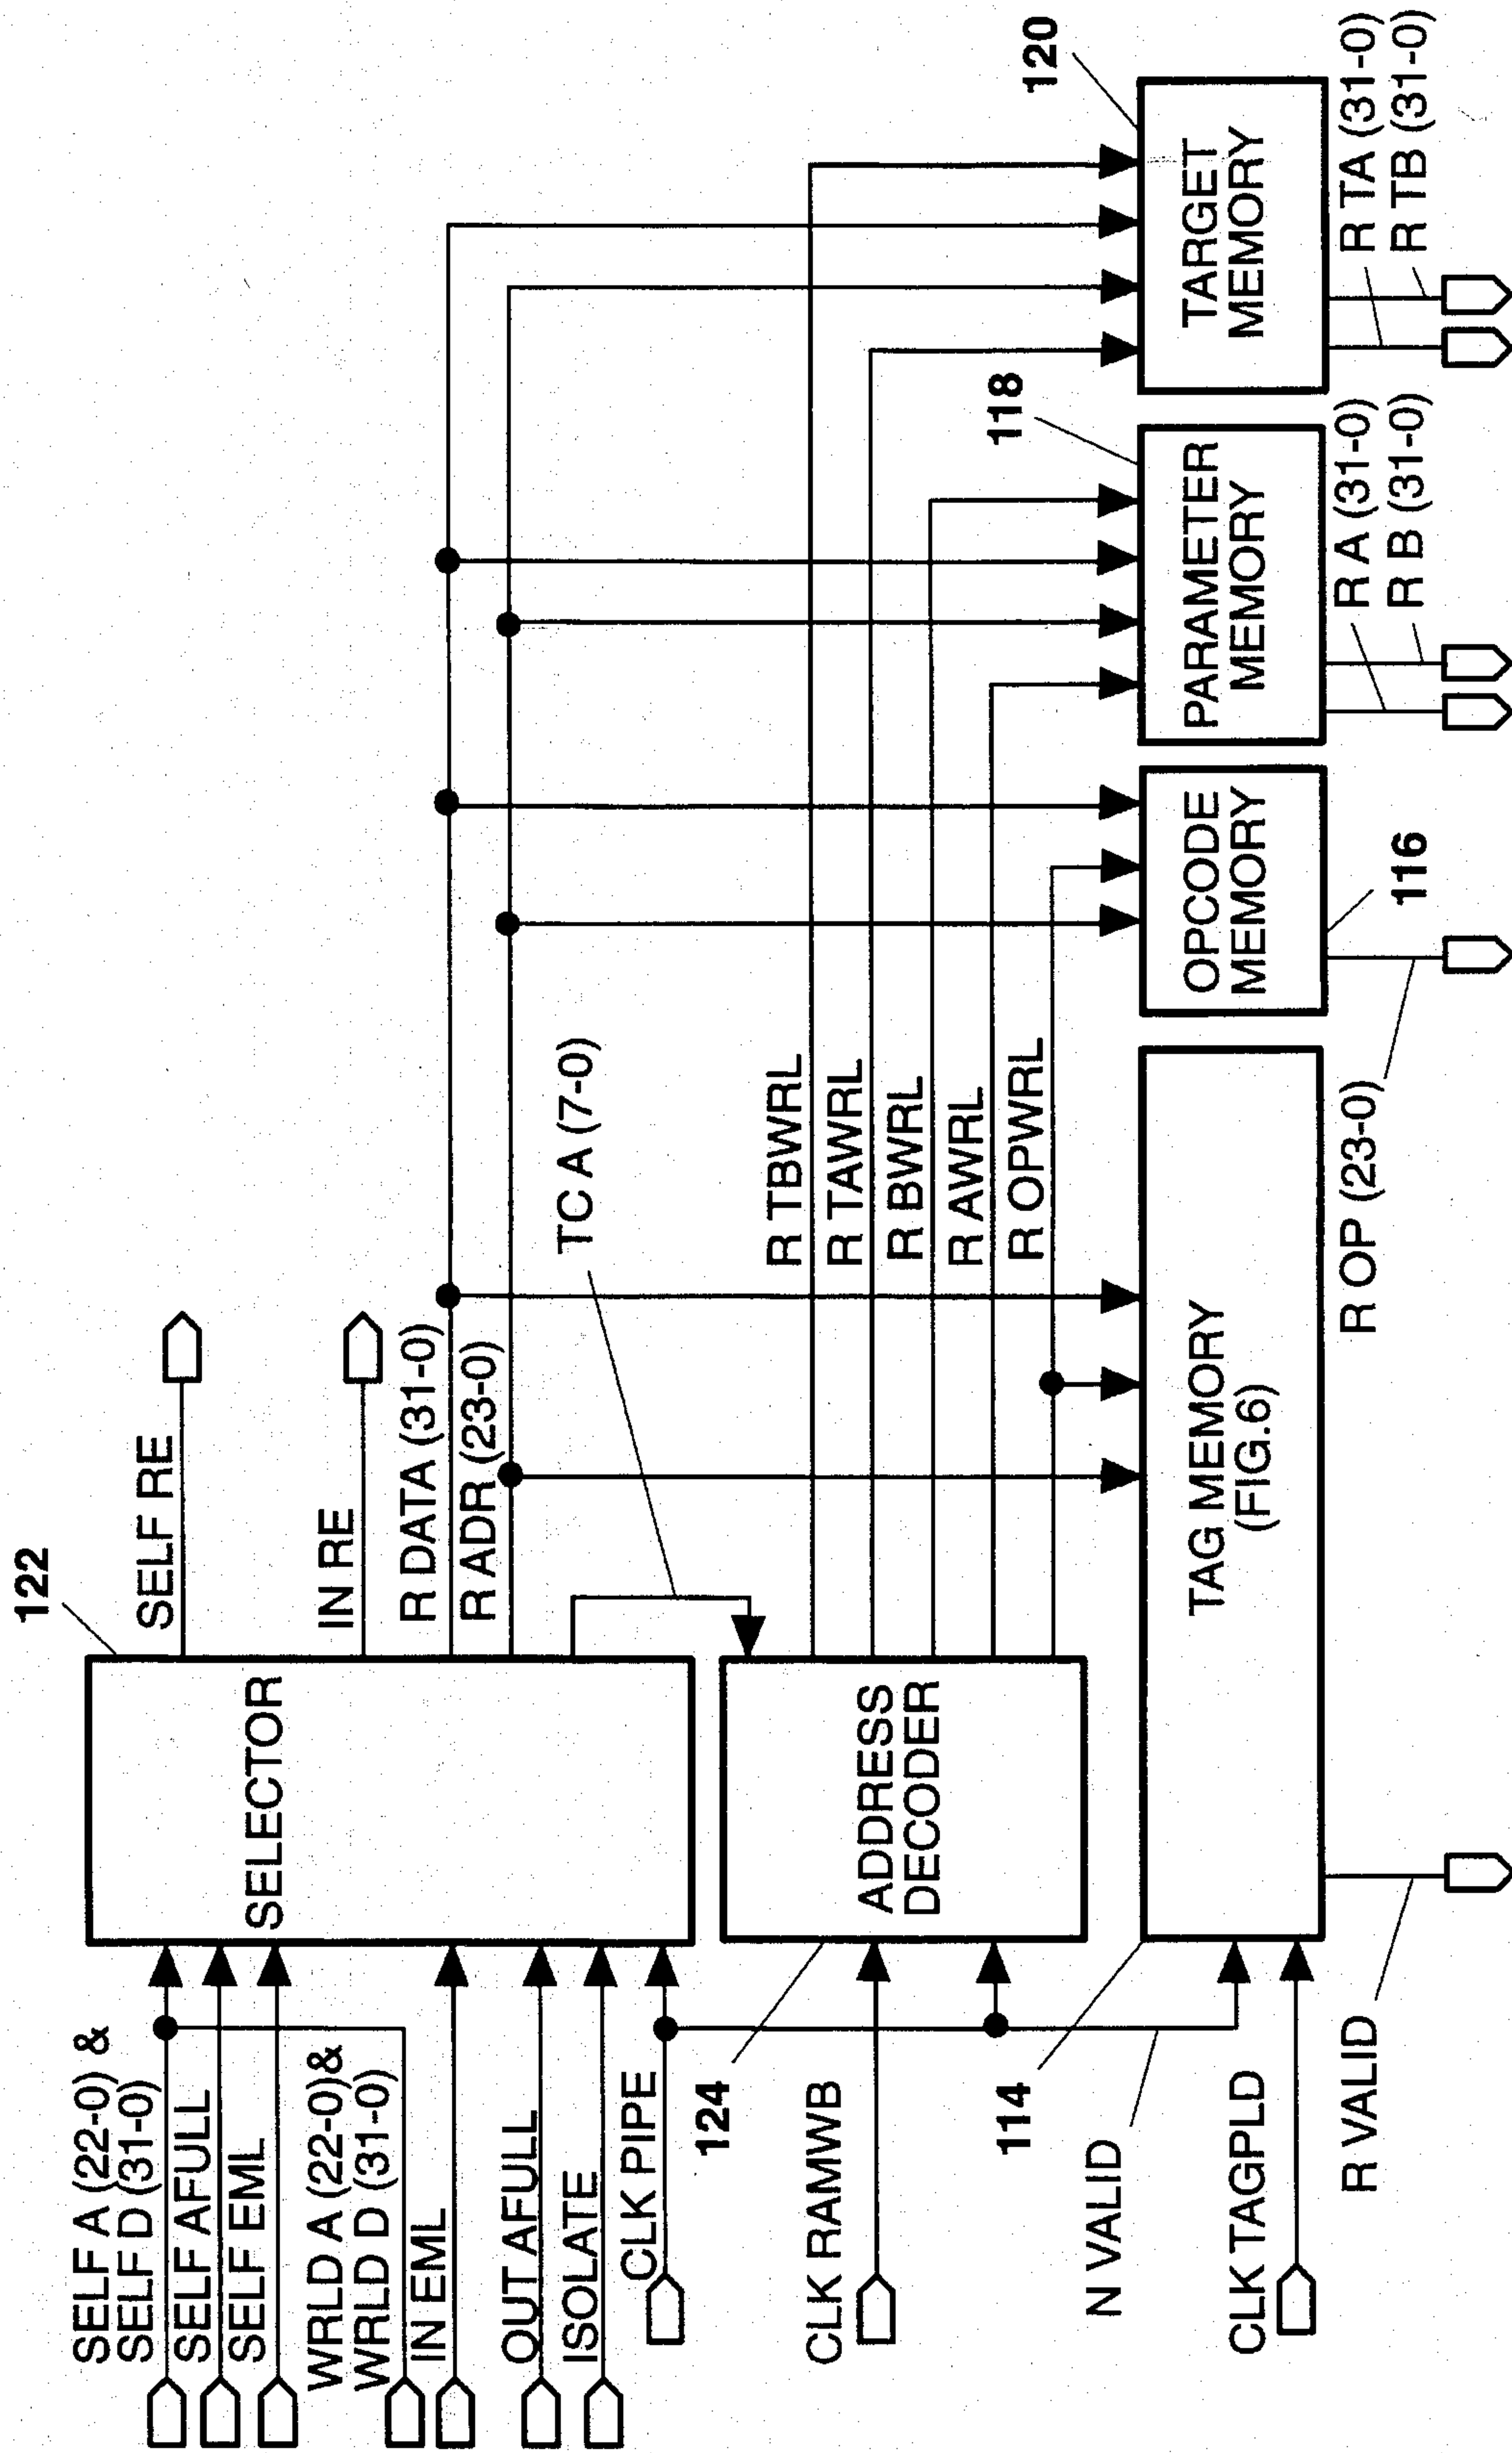 122
SELF A (22-0) &
SELF D (31-0)
SELF AFULL
SELF EML
WRLD A (22-0)&
WRLD D (31-0)
IN EML
OUT AFULL
ISOLATE
CLK PIPE
SELECTOR
SELF RE
IN RE
R DATA (31-0)
R ADR (23-0)
TC A (7-0)
124
CLK RAMWB
ADDRESS
DECODER
R TBWRL
R TAWRL
R BWRL
R AWRL
R OPWRL
114
N VALID
CLK TAGPLD
TAG MEMORY
(FIG.6)
R VALID
OPCODE
MEMORY
116
R OP (23-0)
118
PARAMETER
MEMORY
R A (31-0)
R B (31-0)
120
TARGET
MEMORY
R TA (31-0)
R TB (31-0)